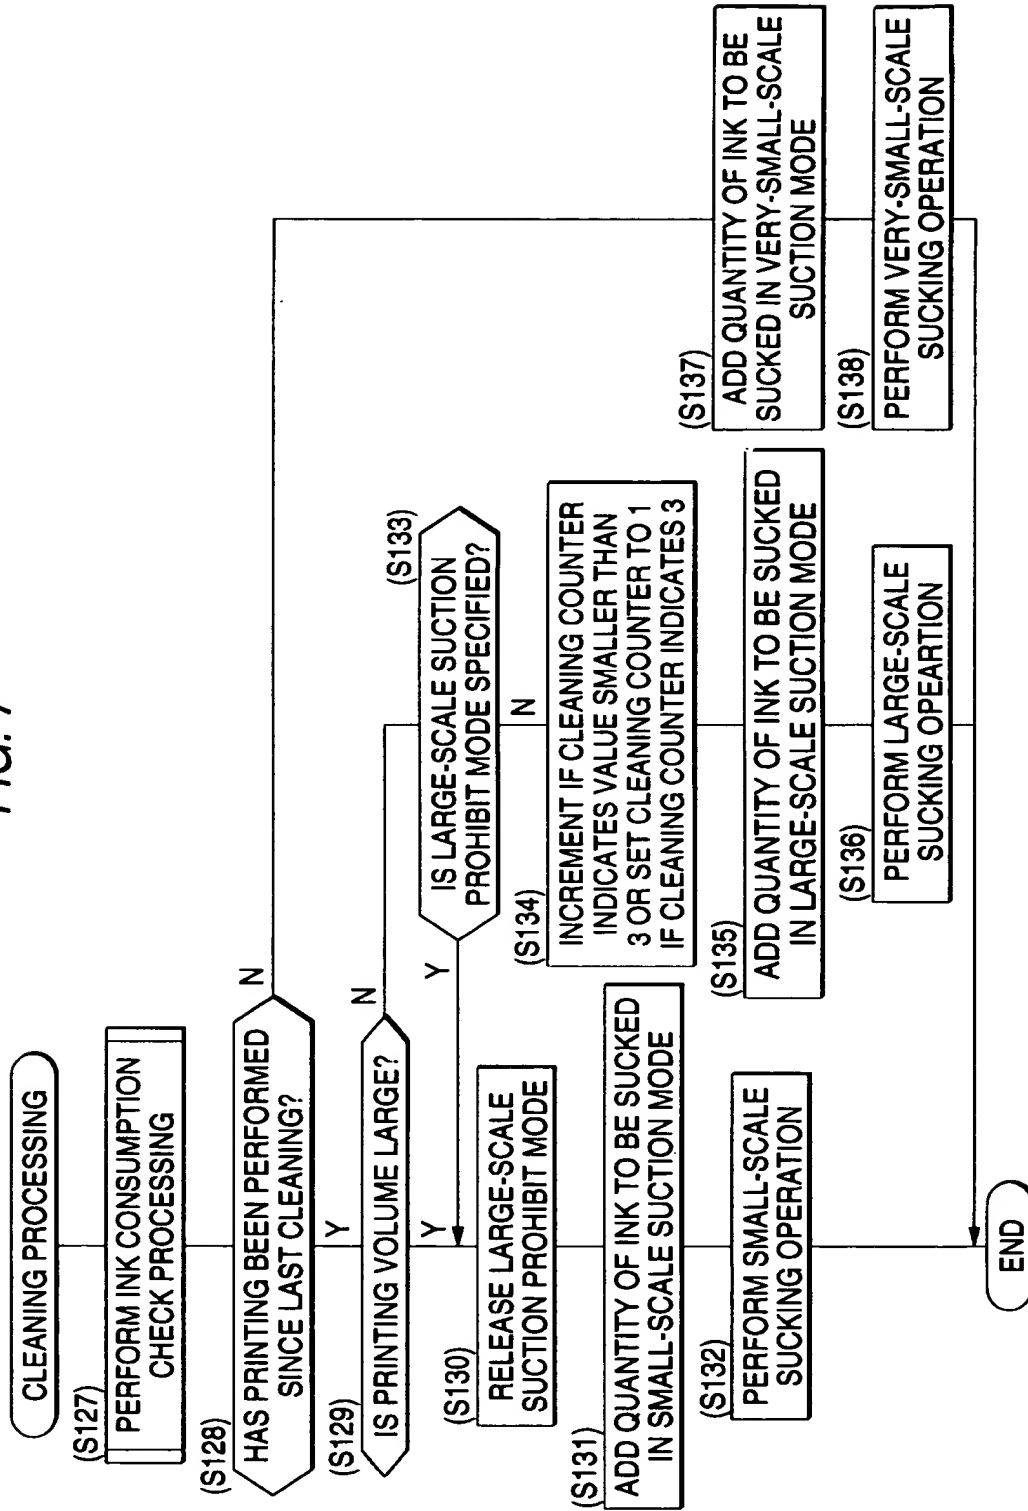 FIG. 7
CLEANING PROCESSING
(S127)
PERFORM INK CONSUMPTION
CHECK PROCESSING
(S128)
HAS PRINTING BEEN PERFORMED
SINCE LAST CLEANING?
N
Y
(S129)
IS PRINTING VOLUME LARGE?
N
Y
(S133)
IS LARGE-SCALE SUCTION
PROHIBIT MODE SPECIFIED?
Y
N
(S130)
RELEASE LARGE-SCALE
SUCTION PROHIBIT MODE
(S131)
ADD QUANTITY OF INK TO BE SUCKED
IN SMALL-SCALE SUCTION MODE
(S132)
PERFORM SMALL-SCALE
SUCKING OPERATION
(S134)
INCREMENT IF CLEANING COUNTER
INDICATES VALUE SMALLER THAN
3 OR SET CLEANING COUNTER TO 1
IF CLEANING COUNTER INDICATES 3
(S135)
ADD QUANTITY OF INK TO BE SUCKED
IN LARGE-SCALE SUCTION MODE
(S136)
PERFORM LARGE-SCALE
SUCKING OPEARTION
(S137)
ADD QUANTITY OF INK TO BE
SUCKED IN VERY-SMALL-SCALE
SUCTION MODE
(S138)
PERFORM VERY-SMALL-SCALE
SUCKING OPERATION
END